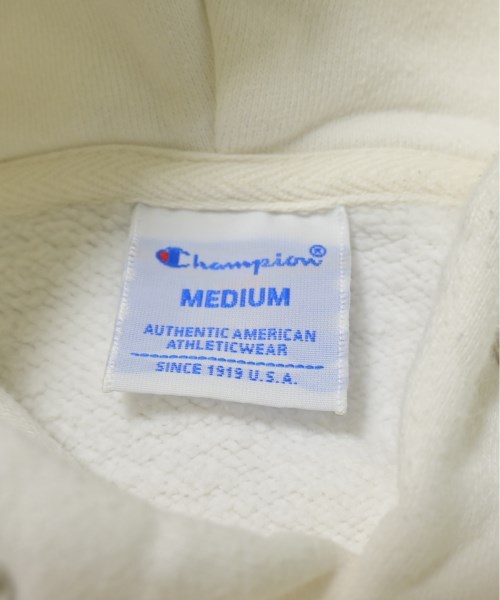 Champion®
MEDIUM
AUTHENTIC AMERICAN
ATHLETICWEAR
SINCE 1919 U.S.A.